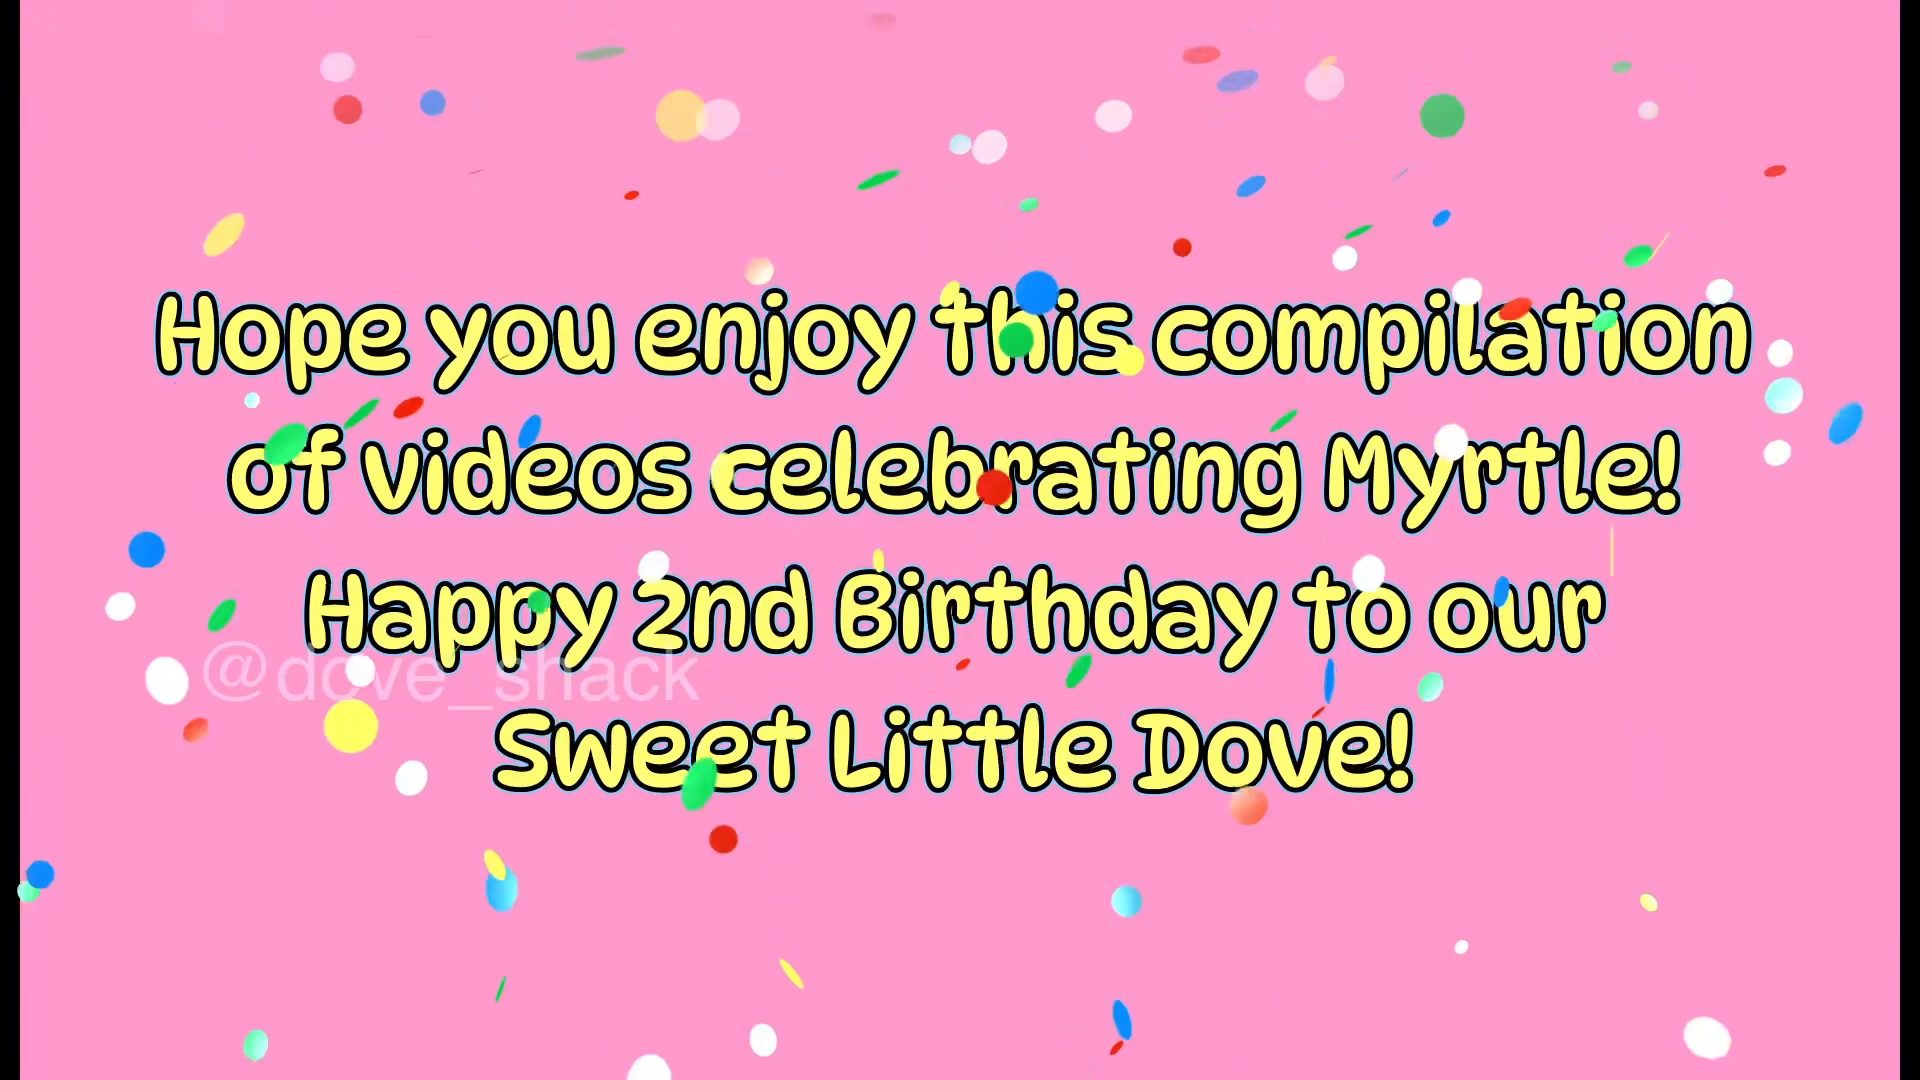 Hope you enjoy this compilation
of videos celebrating Myrtle!
Happy 2nd Birthday to our
@dove_shack
Sweet Little Dove!